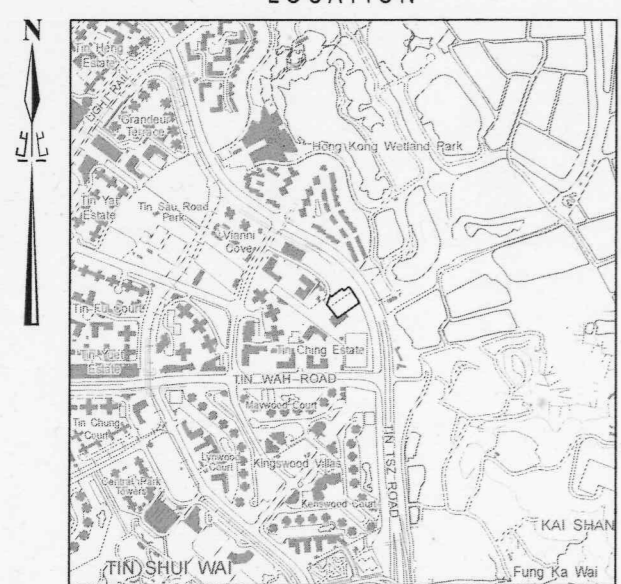 LOCATION
N
北
Tin Heng
Estate
LIGHT RAIL
Grandeur
Terrace
Hong Kong Wetland Park
Tin Yat
Estate
Tin Sau Road
Park
Vianni
Cove
Tin Fu Court
Tin Ching Estate
Tin Yuet
Estate
TIN WAH ROAD
Maywood Court
Tin Chung
Court
Lynwood
Court
Kingswood Villas
TIN TSZ ROAD
Central Park
Towers
Kenswood Court
KAI SHAN
TIN SHUI WAI
Fung Ka Wai